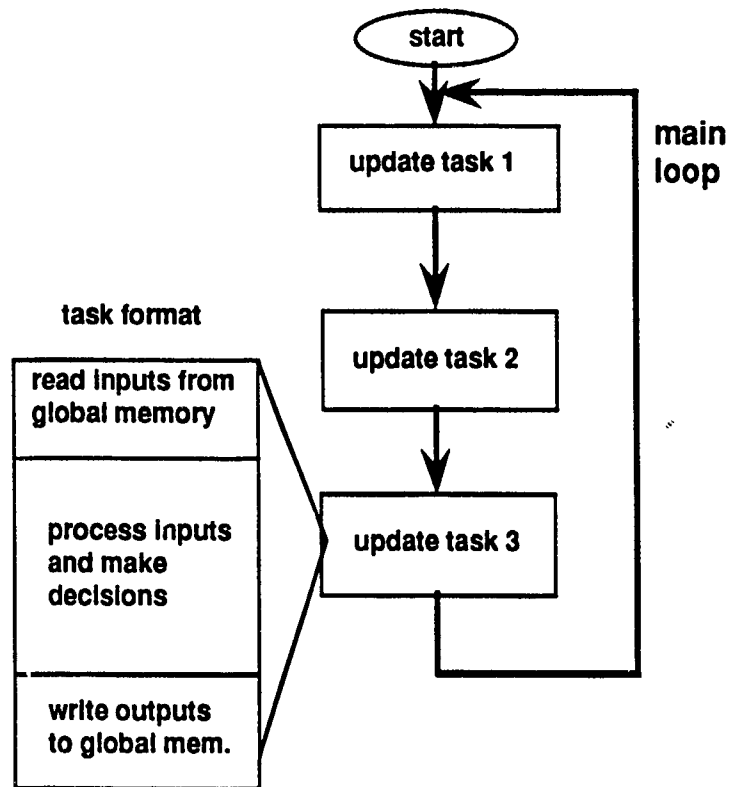 start
main
loop
update task 1
update task 2
update task 3
task format
read inputs from
global memory
process inputs
and make
decisions
write outputs
to global mem.